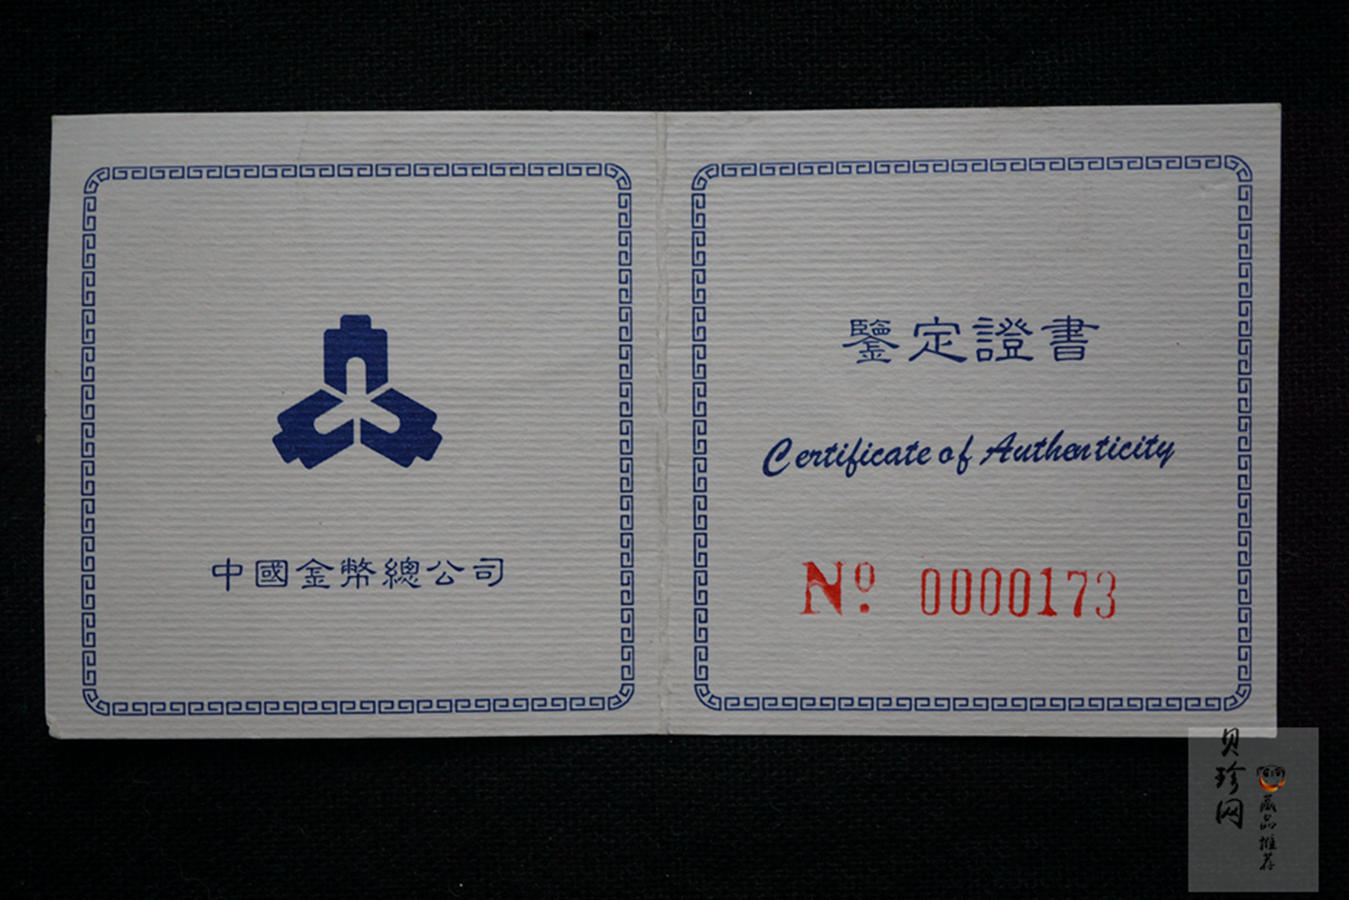 中國金幣總公司
鑒定證書
Certificate of Authenticity
Nº 0000173
贝珍网
藏品推荐